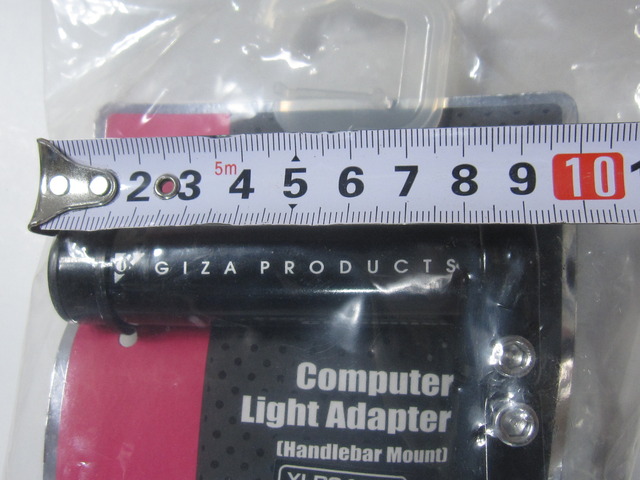 5m
2 3 4 5 6 7 8 9 10
GIZA PRODUCTS
Computer
Light Adapter
(Handlebar Mount)